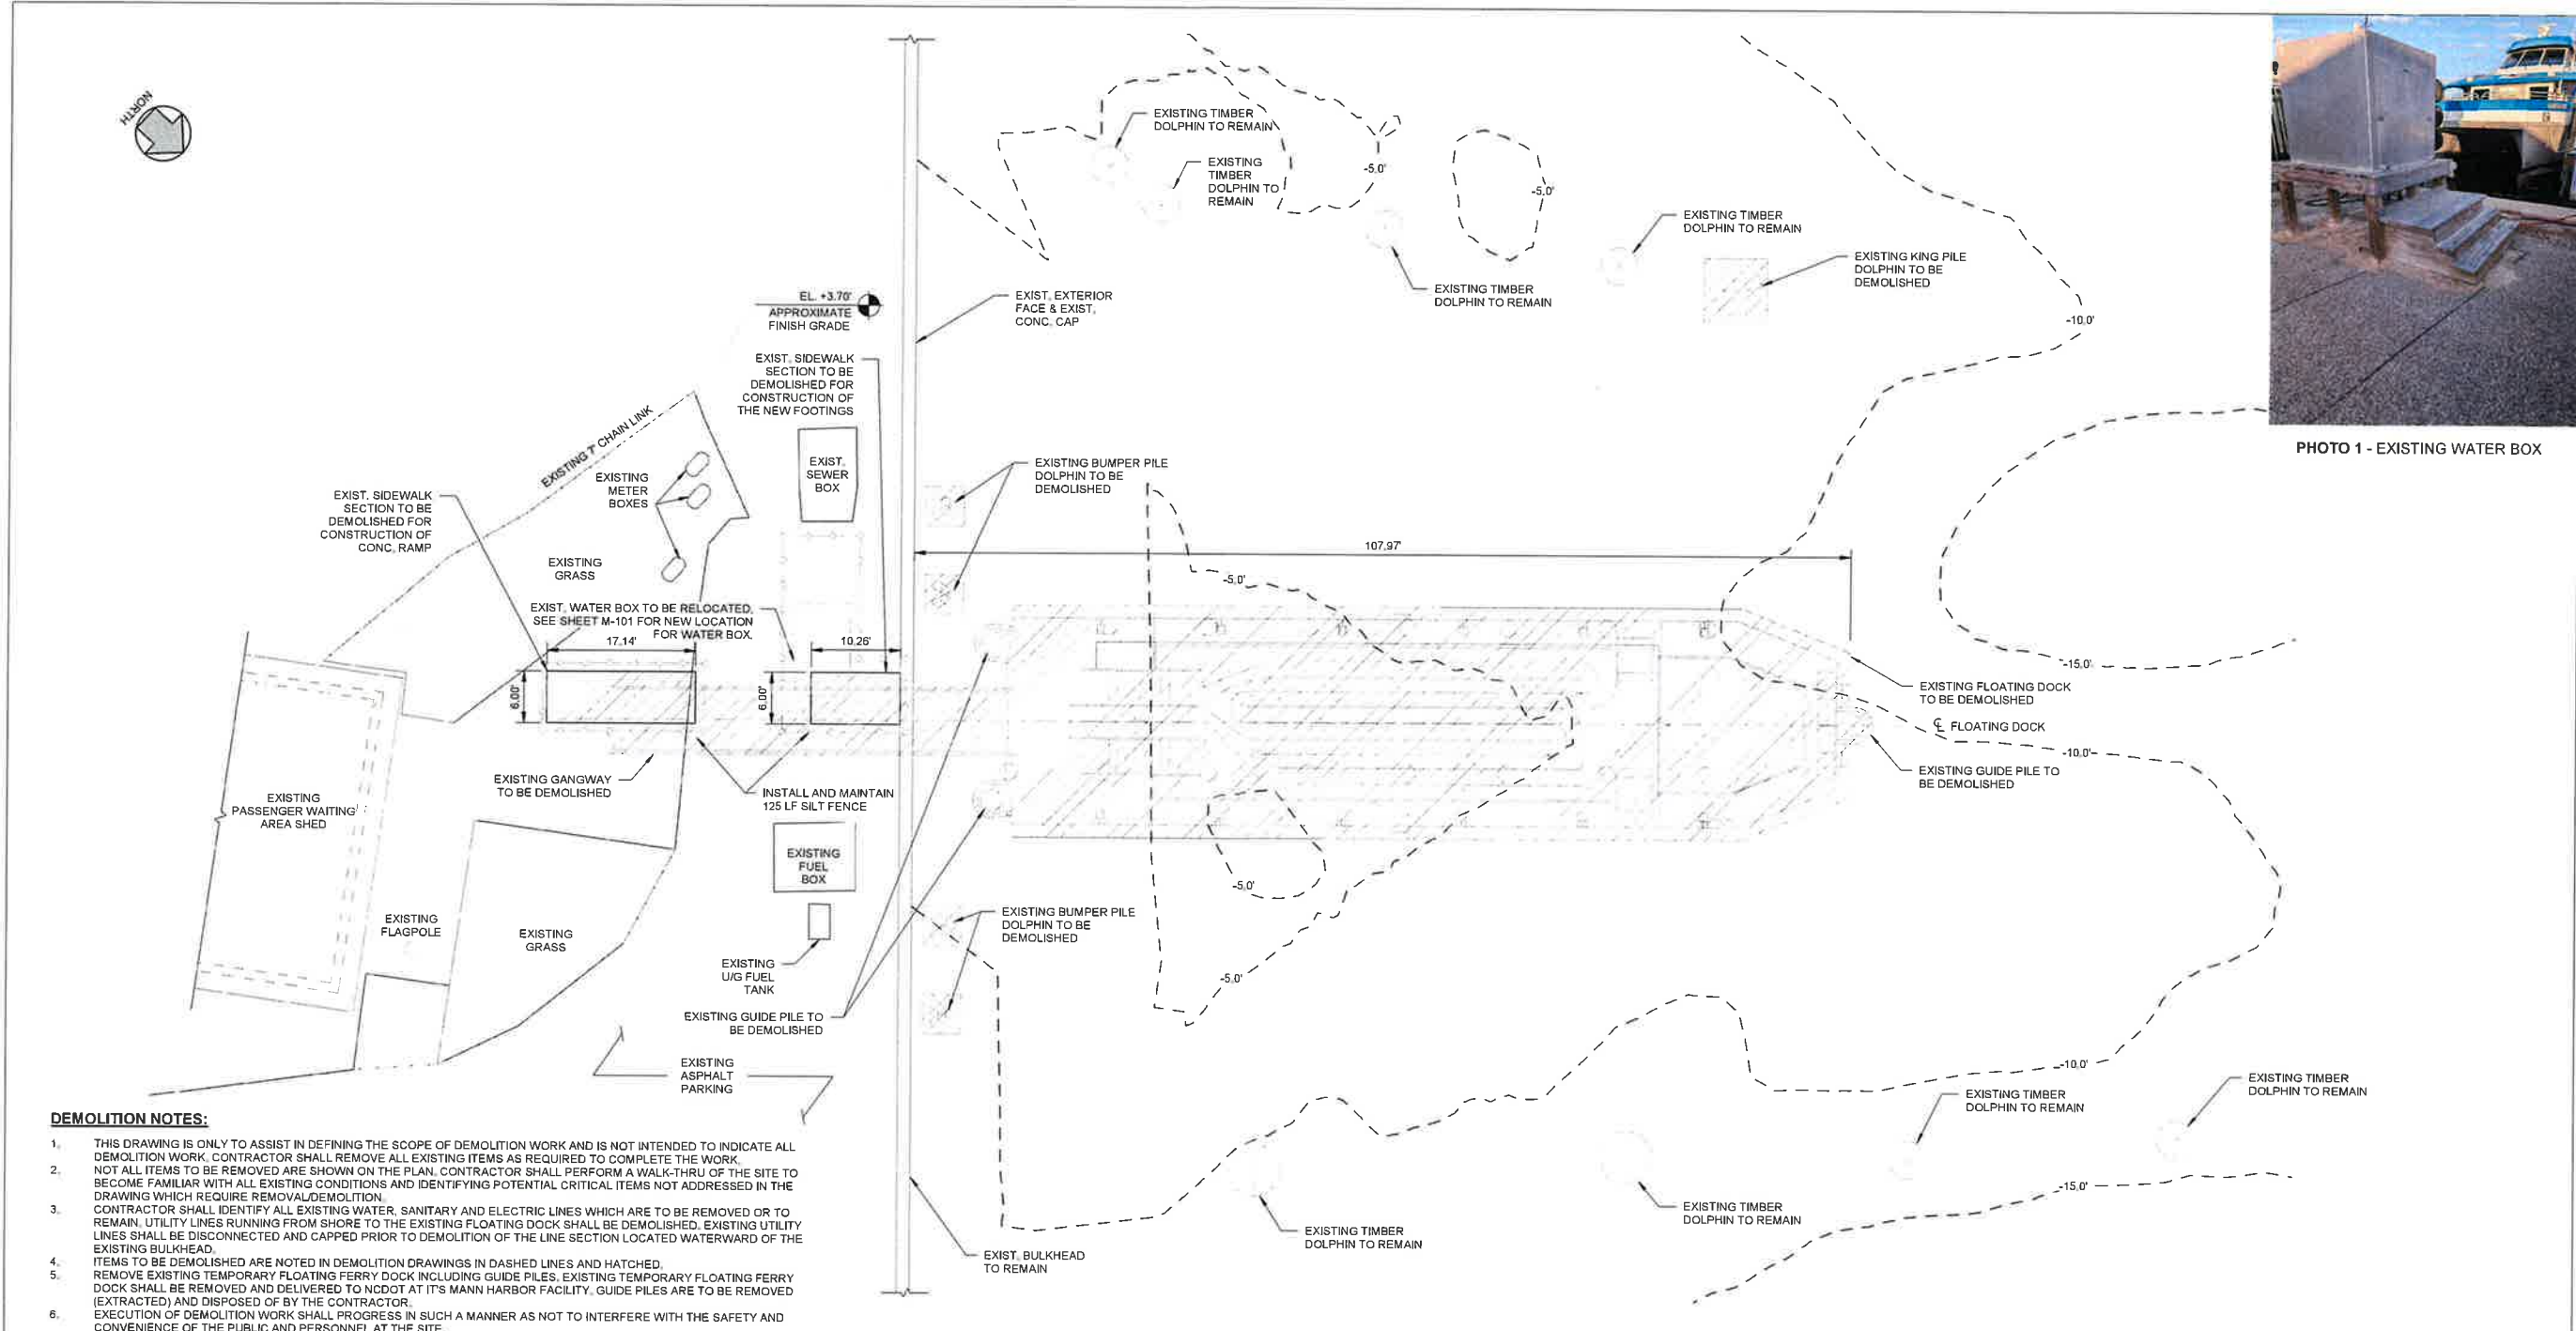 NORTH
EXISTING TIMBER
DOLPHIN TO REMAIN
EXISTING
TIMBER
DOLPHIN TO
REMAIN
-5.0'
-5.0'
EXISTING TIMBER
DOLPHIN TO REMAIN
EXISTING TIMBER
DOLPHIN TO REMAIN
EXISTING KING PILE
DOLPHIN TO BE
DEMOLISHED
-10.0'
PHOTO 1 - EXISTING WATER BOX
EL. +3.70'
APPROXIMATE
FINISH GRADE
EXIST. EXTERIOR
FACE & EXIST.
CONC. CAP
EXIST. SIDEWALK
SECTION TO BE
DEMOLISHED FOR
CONSTRUCTION OF
THE NEW FOOTINGS
EXISTING 7' CHAIN LINK
EXISTING
METER
BOXES
EXIST.
SEWER
BOX
EXISTING BUMPER PILE
DOLPHIN TO BE
DEMOLISHED
EXIST. SIDEWALK
SECTION TO BE
DEMOLISHED FOR
CONSTRUCTION OF
CONC. RAMP
EXISTING
GRASS
107.97'
-5.0'
EXIST. WATER BOX TO BE RELOCATED.
SEE SHEET M-101 FOR NEW LOCATION
FOR WATER BOX.
17.14'
10.26'
6.00'
6.00'
-15.0'
EXISTING FLOATING DOCK
TO BE DEMOLISHED
℄ FLOATING DOCK
-10.0'
EXISTING GUIDE PILE TO
BE DEMOLISHED
EXISTING GANGWAY
TO BE DEMOLISHED
INSTALL AND MAINTAIN
125 LF SILT FENCE
EXISTING
PASSENGER WAITING
AREA SHED
EXISTING
FUEL
BOX
-5.0'
EXISTING
FLAGPOLE
EXISTING
GRASS
EXISTING BUMPER PILE
DOLPHIN TO BE
DEMOLISHED
EXISTING
U/G FUEL
TANK
-5.0'
EXISTING GUIDE PILE TO
BE DEMOLISHED
EXISTING
ASPHALT
PARKING
-10.0'
EXISTING TIMBER
DOLPHIN TO REMAIN
EXISTING TIMBER
DOLPHIN TO REMAIN
-15.0'
EXISTING TIMBER
DOLPHIN TO REMAIN
EXISTING TIMBER
DOLPHIN TO REMAIN
EXIST. BULKHEAD
TO REMAIN
DEMOLITION NOTES:
1. THIS DRAWING IS ONLY TO ASSIST IN DEFINING THE SCOPE OF DEMOLITION WORK AND IS NOT INTENDED TO INDICATE ALL
DEMOLITION WORK. CONTRACTOR SHALL REMOVE ALL EXISTING ITEMS AS REQUIRED TO COMPLETE THE WORK.
2. NOT ALL ITEMS TO BE REMOVED ARE SHOWN ON THE PLAN. CONTRACTOR SHALL PERFORM A WALK-THRU OF THE SITE TO
BECOME FAMILIAR WITH ALL EXISTING CONDITIONS AND IDENTIFYING POTENTIAL CRITICAL ITEMS NOT ADDRESSED IN THE
DRAWING WHICH REQUIRE REMOVAL/DEMOLITION.
3. CONTRACTOR SHALL IDENTIFY ALL EXISTING WATER, SANITARY AND ELECTRIC LINES WHICH ARE TO BE REMOVED OR TO
REMAIN. UTILITY LINES RUNNING FROM SHORE TO THE EXISTING FLOATING DOCK SHALL BE DEMOLISHED. EXISTING UTILITY
LINES SHALL BE DISCONNECTED AND CAPPED PRIOR TO DEMOLITION OF THE LINE SECTION LOCATED WATERWARD OF THE
EXISTING BULKHEAD.
4. ITEMS TO BE DEMOLISHED ARE NOTED IN DEMOLITION DRAWINGS IN DASHED LINES AND HATCHED.
5. REMOVE EXISTING TEMPORARY FLOATING FERRY DOCK INCLUDING GUIDE PILES. EXISTING TEMPORARY FLOATING FERRY
DOCK SHALL BE REMOVED AND DELIVERED TO NCDOT AT IT'S MANN HARBOR FACILITY. GUIDE PILES ARE TO BE REMOVED
(EXTRACTED) AND DISPOSED OF BY THE CONTRACTOR.
6. EXECUTION OF DEMOLITION WORK SHALL PROGRESS IN SUCH A MANNER AS NOT TO INTERFERE WITH THE SAFETY AND
CONVENIENCE OF THE PUBLIC AND PERSONNEL AT THE SITE.